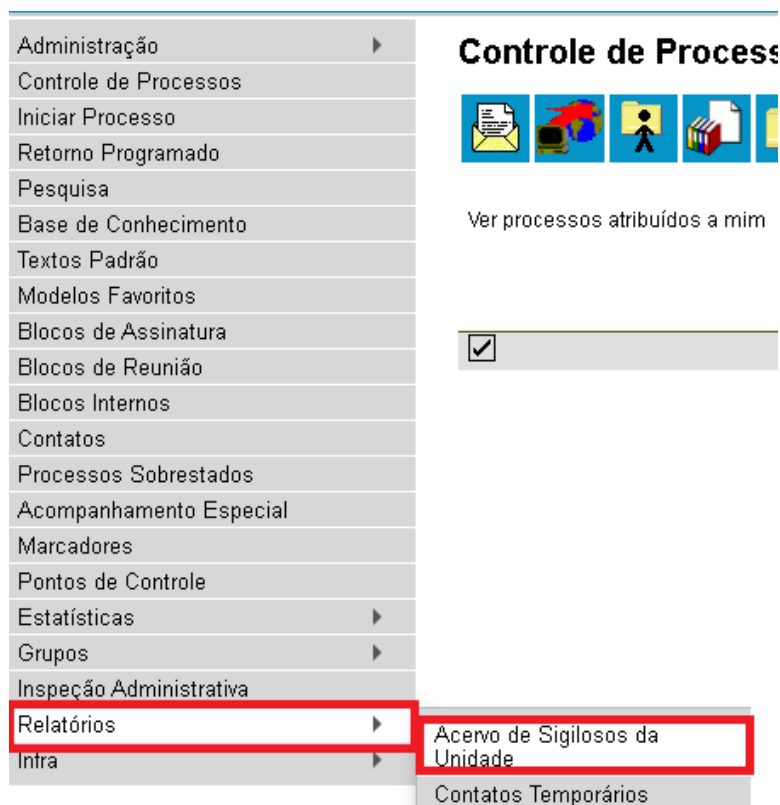 Administração
Controle de Processos
Iniciar Processo
Retorno Programado
Pesquisa
Base de Conhecimento
Textos Padrão
Modelos Favoritos
Blocos de Assinatura
Blocos de Reunião
Blocos Internos
Contatos
Processos Sobrestados
Acompanhamento Especial
Marcadores
Pontos de Controle
Estatísticas
Grupos
Inspeção Administrativa
Relatórios
Infra
Controle de Process
Ver processos atribuídos a mim
Acervo de Sigilosos da
Unidade
Contatos Temporários